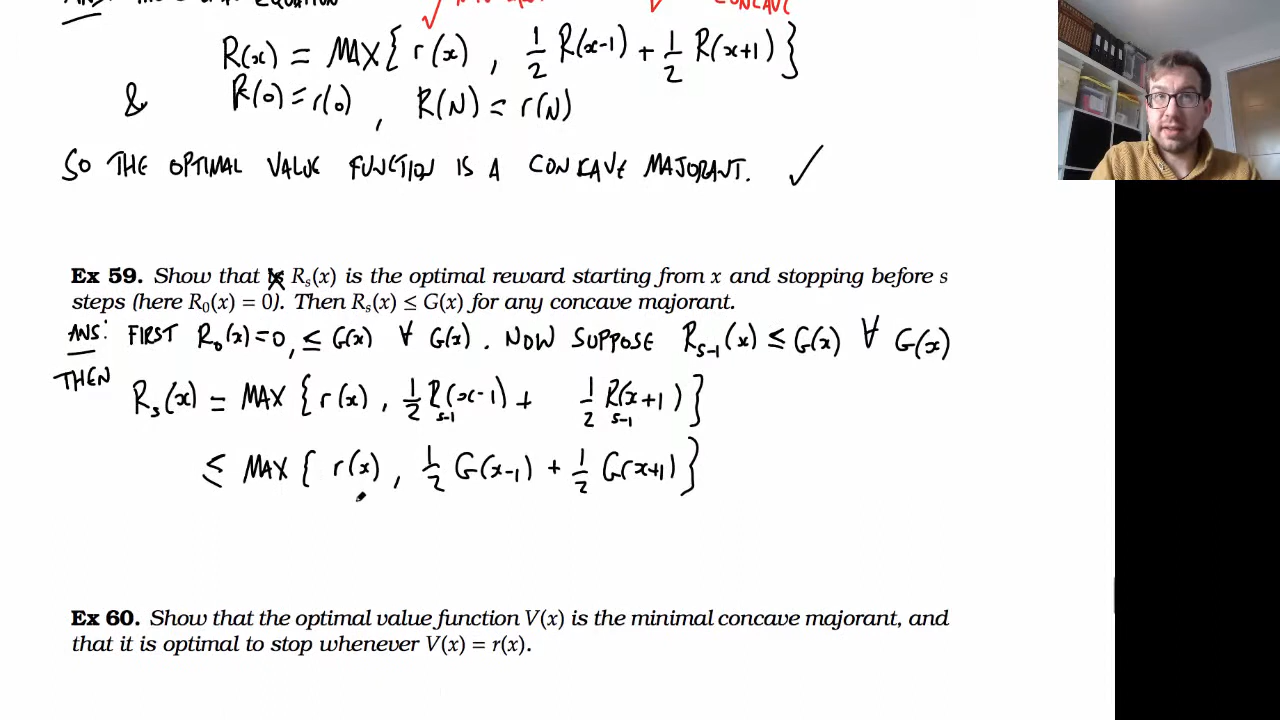 EQUATION CONCAVE
R(x) = MAX{ r(x) , 1/2 R(x-1) + 1/2 R(x+1) }
& R(0) = r(0) , R(N) = r(N)
SO THE OPTIMAL VALUE FUNCTION IS A CONCAVE MAJORANT. ✓
Ex 59. Show that R_s(x) is the optimal reward starting from x and stopping before s
steps (here R_0(x) = 0). Then R_s(x) ≤ G(x) for any concave majorant.
ANS: FIRST R_0(x) = 0, ≤ G(x) ∀ G(x). NOW SUPPOSE R_{s-1}(x) ≤ G(x) ∀ G(x)
THEN
R_s(x) = MAX { r(x) , 1/2 R_{s-1}(x-1) + 1/2 R_{s-1}(x+1) }
≤ MAX { r(x) , 1/2 G(x-1) + 1/2 G(x+1) }
Ex 60. Show that the optimal value function V(x) is the minimal concave majorant, and
that it is optimal to stop whenever V(x) = r(x).